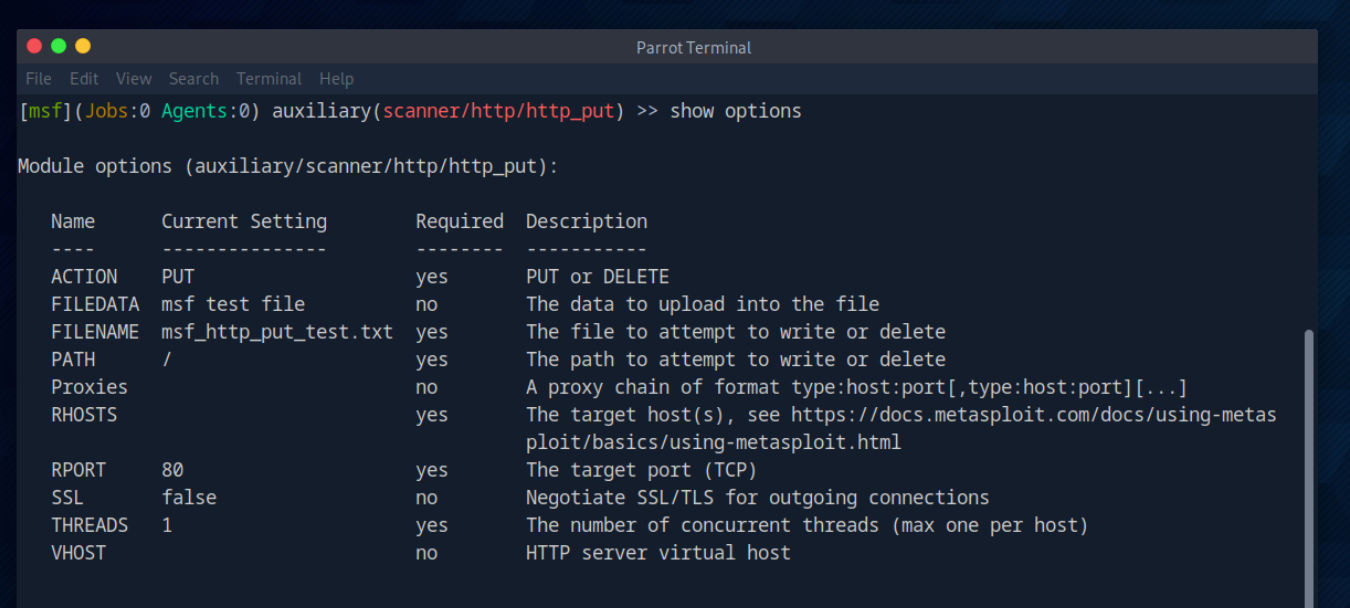 Parrot Terminal
File Edit View Search Terminal Help
[msf](Jobs:0 Agents:0) auxiliary(scanner/http/http_put) >> show options
Module options (auxiliary/scanner/http/http_put):
Name Current Setting Required Description
---- --------------- -------- -----------
ACTION PUT yes PUT or DELETE
FILEDATA msf test file no The data to upload into the file
FILENAME msf_http_put_test.txt yes The file to attempt to write or delete
PATH / yes The path to attempt to write or delete
Proxies no A proxy chain of format type:host:port[,type:host:port][...]
RHOSTS yes The target host(s), see https://docs.metasploit.com/docs/using-metas
ploit/basics/using-metasploit.html
RPORT 80 yes The target port (TCP)
SSL false no Negotiate SSL/TLS for outgoing connections
THREADS 1 yes The number of concurrent threads (max one per host)
VHOST no HTTP server virtual host